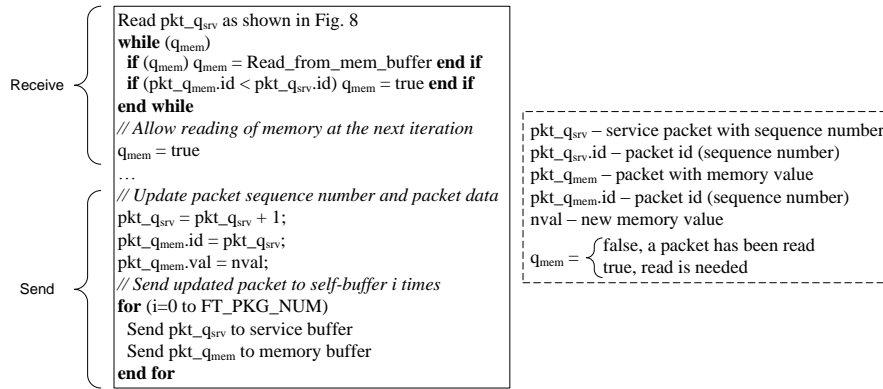 Receive
Read pkt_qsrv as shown in Fig. 8
while (qmem)
if (qmem) qmem = Read_from_mem_buffer end if
if (pkt_qmem.id < pkt_qsrv.id) qmem = true end if
end while
// Allow reading of memory at the next iteration
qmem = true
…
Send
// Update packet sequence number and packet data
pkt_qsrv = pkt_qsrv + 1;
pkt_qmem.id = pkt_qsrv;
pkt_qmem.val = nval;
// Send updated packet to self-buffer i times
for (i=0 to FT_PKG_NUM)
Send pkt_qsrv to service buffer
Send pkt_qmem to memory buffer
end for
pkt_qsrv – service packet with sequence number
pkt_qsrv.id – packet id (sequence number)
pkt_qmem – packet with memory value
pkt_qmem.id – packet id (sequence number)
nval – new memory value
qmem =
false, a packet has been read
true, read is needed